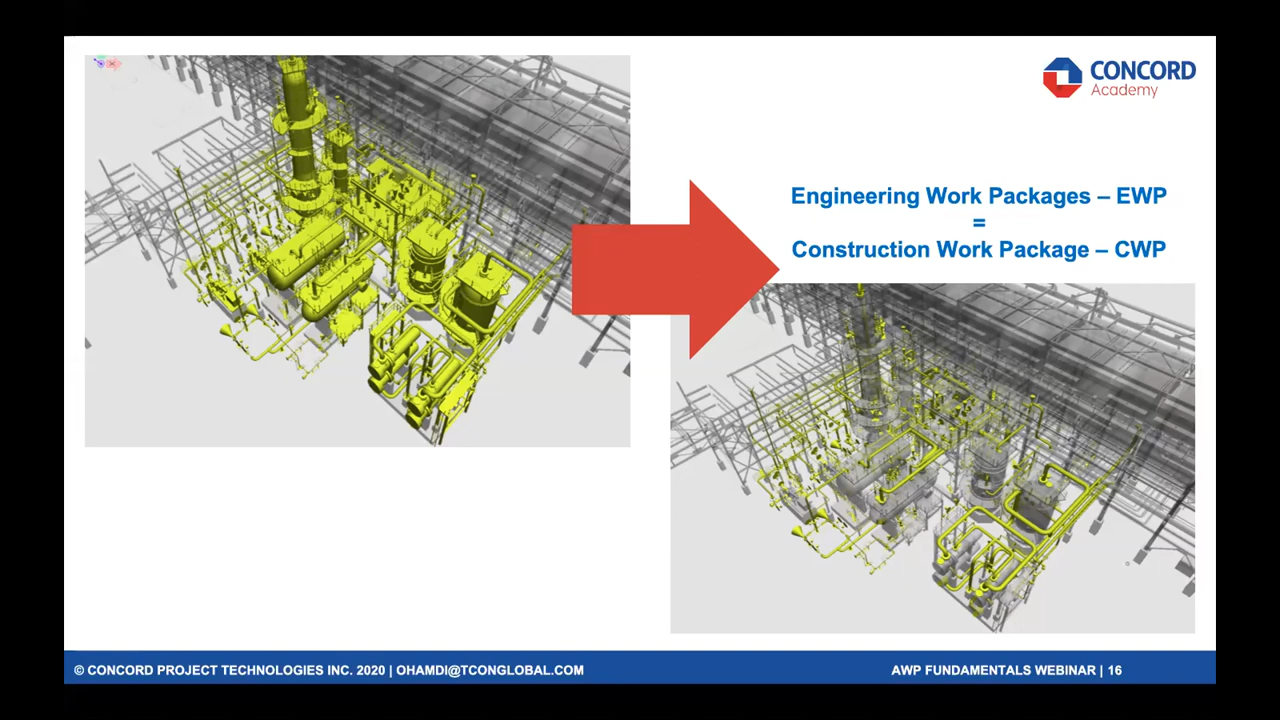 CONCORD
Academy
Engineering Work Packages – EWP
=
Construction Work Package – CWP
© CONCORD PROJECT TECHNOLOGIES INC. 2020 | OHAMDI@TCONGLOBAL.COM
AWP FUNDAMENTALS WEBINAR | 16